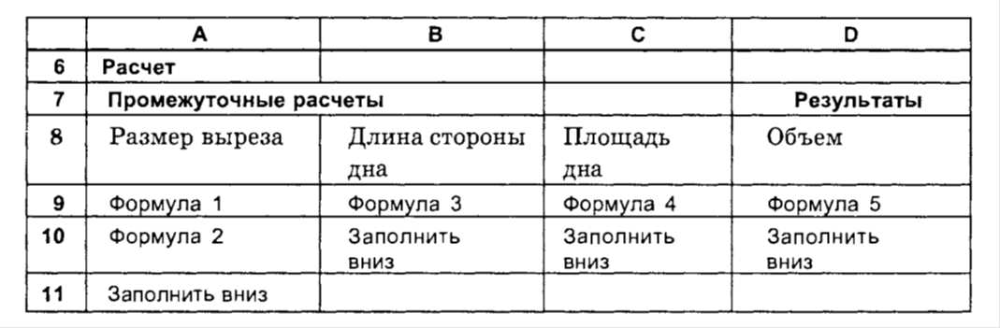 A B C D
6 Расчет
7 Промежуточные расчеты Результаты
8 Размер выреза Длина стороны Площадь Объем
дна дна
9 Формула 1 Формула 3 Формула 4 Формула 5
10 Формула 2 Заполнить Заполнить Заполнить
вниз вниз вниз
11 Заполнить вниз